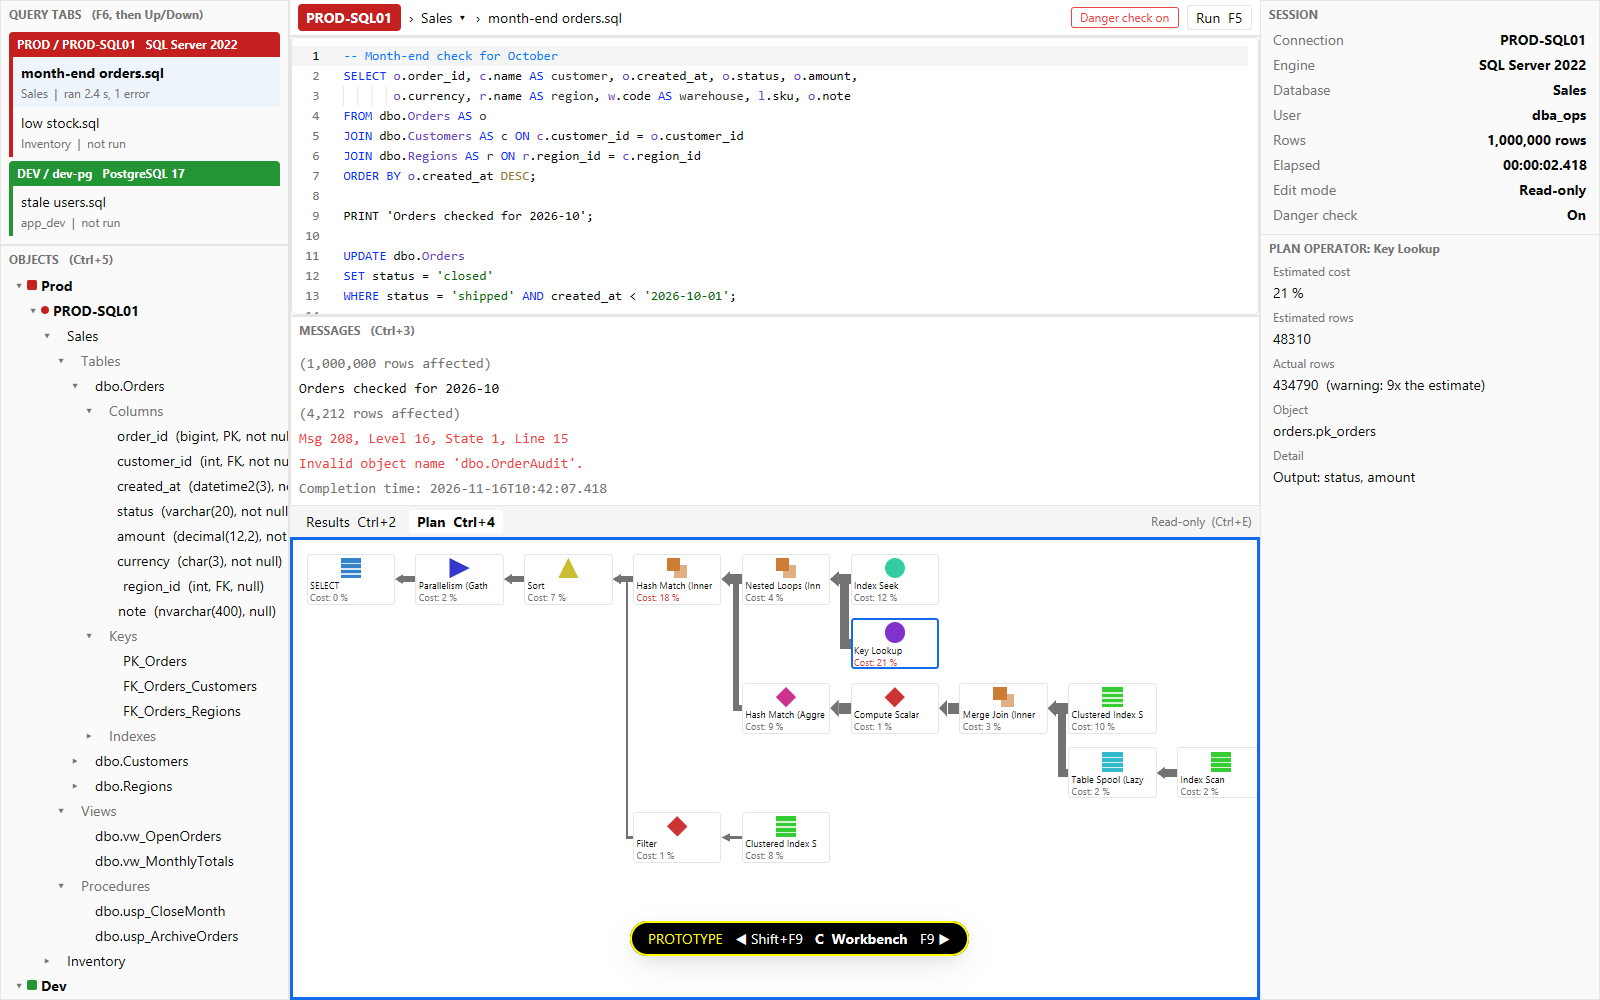 QUERY TABS (F6, then Up/Down)
PROD / PROD-SQL01 SQL Server 2022
month-end orders.sql
Sales | ran 2.4 s, 1 error
low stock.sql
Inventory | not run
DEV / dev-pg PostgreSQL 17
stale users.sql
app_dev | not run
OBJECTS (Ctrl+5)
Prod
PROD-SQL01
Sales
Tables
dbo.Orders
Columns
order_id (bigint, PK, not nul
customer_id (int, FK, not nu
created_at (datetime2(3), n
status (varchar(20), not null
amount (decimal(12,2), not
currency (char(3), not null)
region_id (int, FK, null)
note (nvarchar(400), null)
Keys
PK_Orders
FK_Orders_Customers
FK_Orders_Regions
Indexes
dbo.Customers
dbo.Regions
Views
dbo.vw_OpenOrders
dbo.vw_MonthlyTotals
Procedures
dbo.usp_CloseMonth
dbo.usp_ArchiveOrders
Inventory
Dev
PROD-SQL01 › Sales › month-end orders.sql
Danger check on
Run F5
1 -- Month-end check for October
2 SELECT o.order_id, c.name AS customer, o.created_at, o.status, o.amount,
3 o.currency, r.name AS region, w.code AS warehouse, l.sku, o.note
4 FROM dbo.Orders AS o
5 JOIN dbo.Customers AS c ON c.customer_id = o.customer_id
6 JOIN dbo.Regions AS r ON r.region_id = c.region_id
7 ORDER BY o.created_at DESC;
8
9 PRINT 'Orders checked for 2026-10';
10
11 UPDATE dbo.Orders
12 SET status = 'closed'
13 WHERE status = 'shipped' AND created_at < '2026-10-01';
MESSAGES (Ctrl+3)
(1,000,000 rows affected)
Orders checked for 2026-10
(4,212 rows affected)
Msg 208, Level 16, State 1, Line 15
Invalid object name 'dbo.OrderAudit'.
Completion time: 2026-11-16T10:42:07.418
Results Ctrl+2 Plan Ctrl+4 Read-only (Ctrl+E)
SELECT
Cost: 0 %
Parallelism (Gath
Cost: 2 %
Sort
Cost: 7 %
Hash Match (Inner
Cost: 18 %
Nested Loops (Inn
Cost: 4 %
Index Seek
Cost: 12 %
Key Lookup
Cost: 21 %
Hash Match (Aggre
Cost: 9 %
Compute Scalar
Cost: 1 %
Merge Join (Inner
Cost: 3 %
Clustered Index S
Cost: 10 %
Table Spool (Lazy
Cost: 2 %
Index Scan
Cost: 2 %
Filter
Cost: 1 %
Clustered Index S
Cost: 8 %
PROTOTYPE ◀ Shift+F9 C Workbench F9 ▶
SESSION
Connection PROD-SQL01
Engine SQL Server 2022
Database Sales
User dba_ops
Rows 1,000,000 rows
Elapsed 00:00:02.418
Edit mode Read-only
Danger check On
PLAN OPERATOR: Key Lookup
Estimated cost
21 %
Estimated rows
48310
Actual rows
434790 (warning: 9x the estimate)
Object
orders.pk_orders
Detail
Output: status, amount